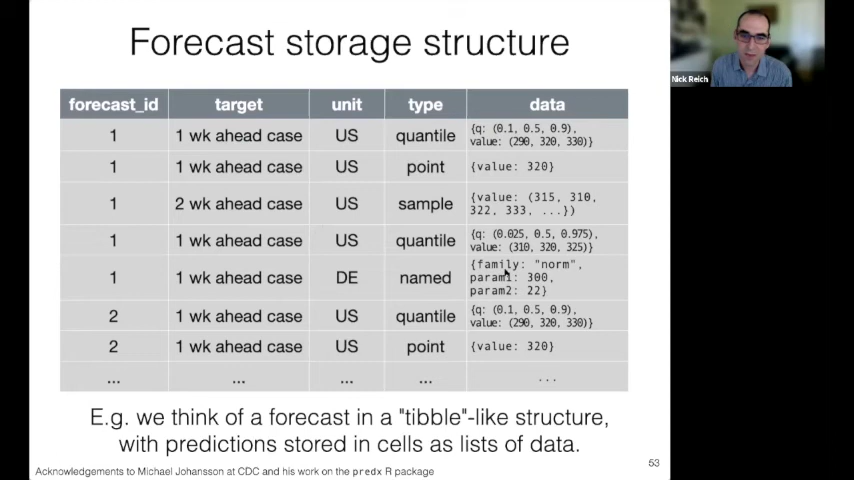 Forecast storage structure
Nick Reich
forecast_id target unit type data
1 1 wk ahead case US quantile {q: (0.1, 0.5, 0.9),
value: (290, 320, 330)}
1 1 wk ahead case US point {value: 320}
1 2 wk ahead case US sample {value: (315, 310,
322, 333, ...})
1 1 wk ahead case US quantile {q: (0.025, 0.5, 0.975),
value: (310, 320, 325)}
1 1 wk ahead case DE named {family: "norm",
param1: 300,
param2: 22}
2 1 wk ahead case US quantile {q: (0.1, 0.5, 0.9),
value: (290, 320, 330)}
2 1 wk ahead case US point {value: 320}
... ... ... ... ...
E.g. we think of a forecast in a "tibble"-like structure,
with predictions stored in cells as lists of data.
53
Acknowledgements to Michael Johansson at CDC and his work on the predx R package